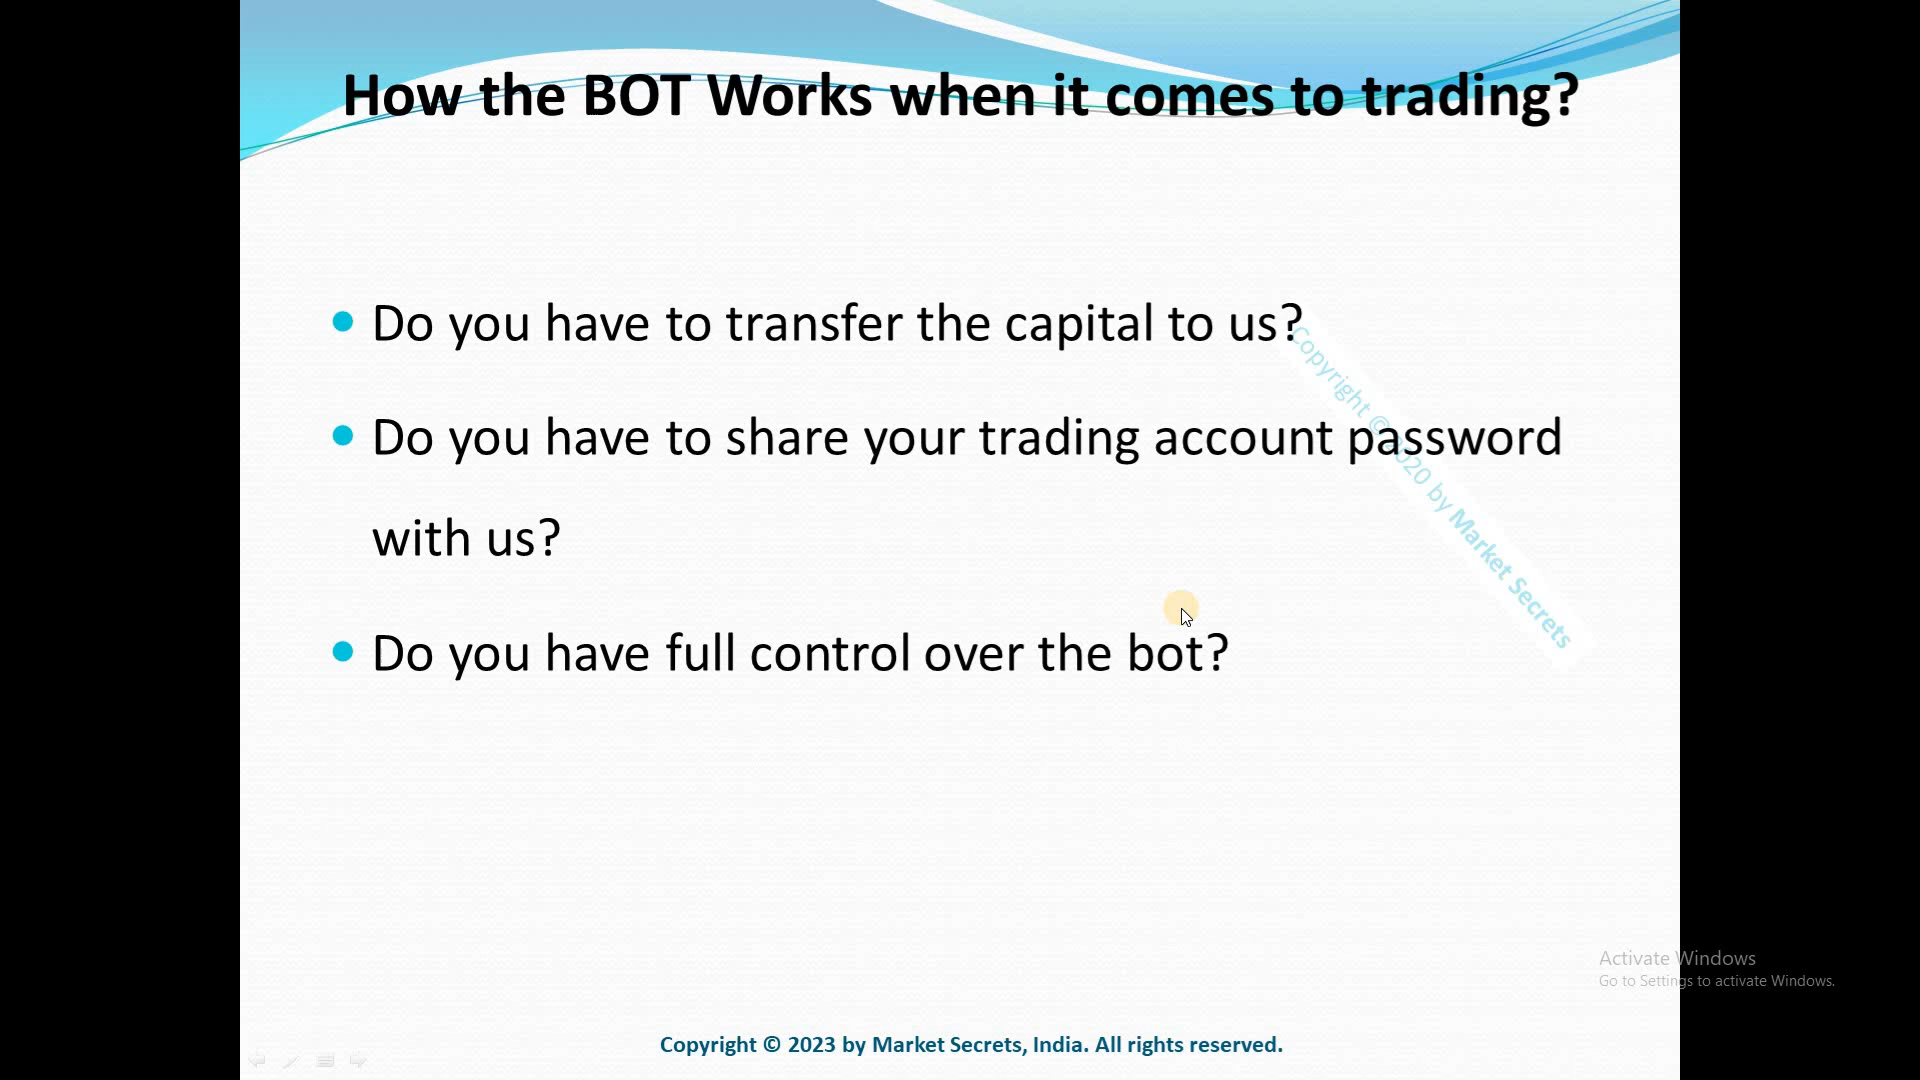 How the BOT Works when it comes to trading?
Do you have to transfer the capital to us?
Do you have to share your trading account password
with us?
Do you have full control over the bot?
Copyright © 2020 by Market Secrets
Activate Windows
Go to Settings to activate Windows.
Copyright © 2023 by Market Secrets, India. All rights reserved.